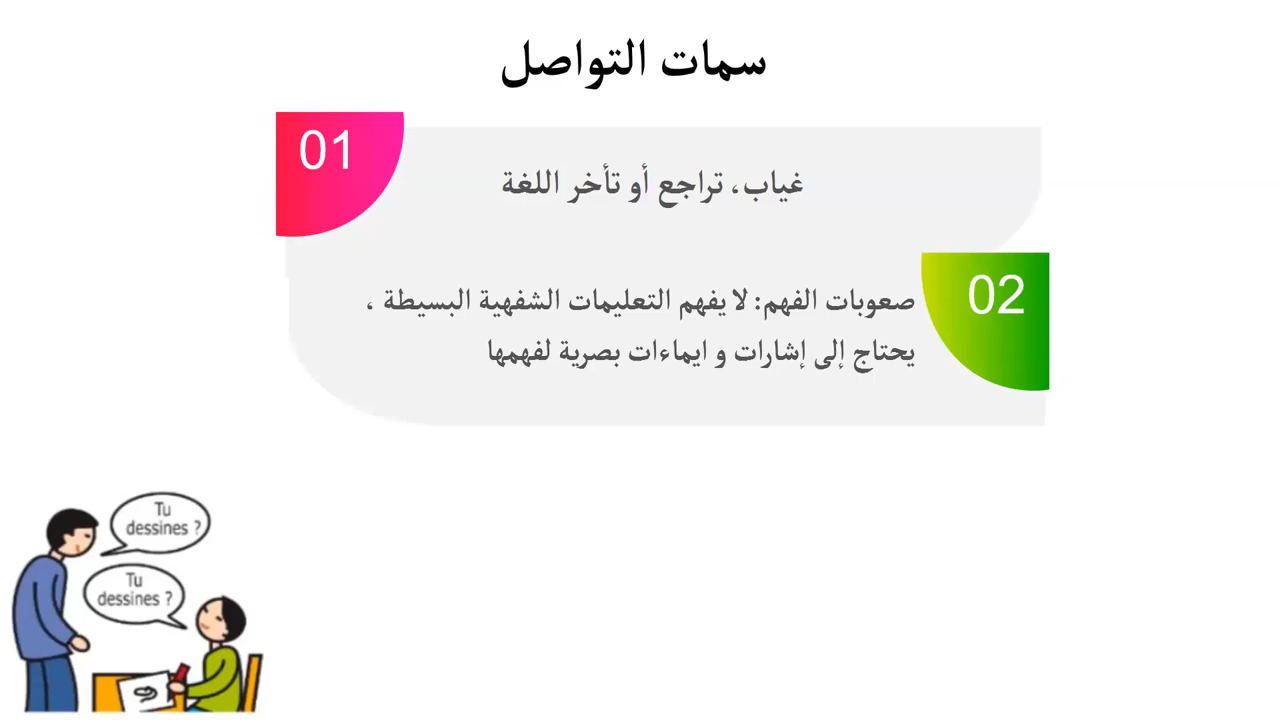 سمات التواصل
01
غياب، تراجع أو تأخر اللغة
02
صعوبات الفهم: لا يفهم التعليمات الشفهية البسيطة ،
يحتاج إلى إشارات و ايماءات بصرية لفهمها
Tu
dessines ?
Tu
dessines ?